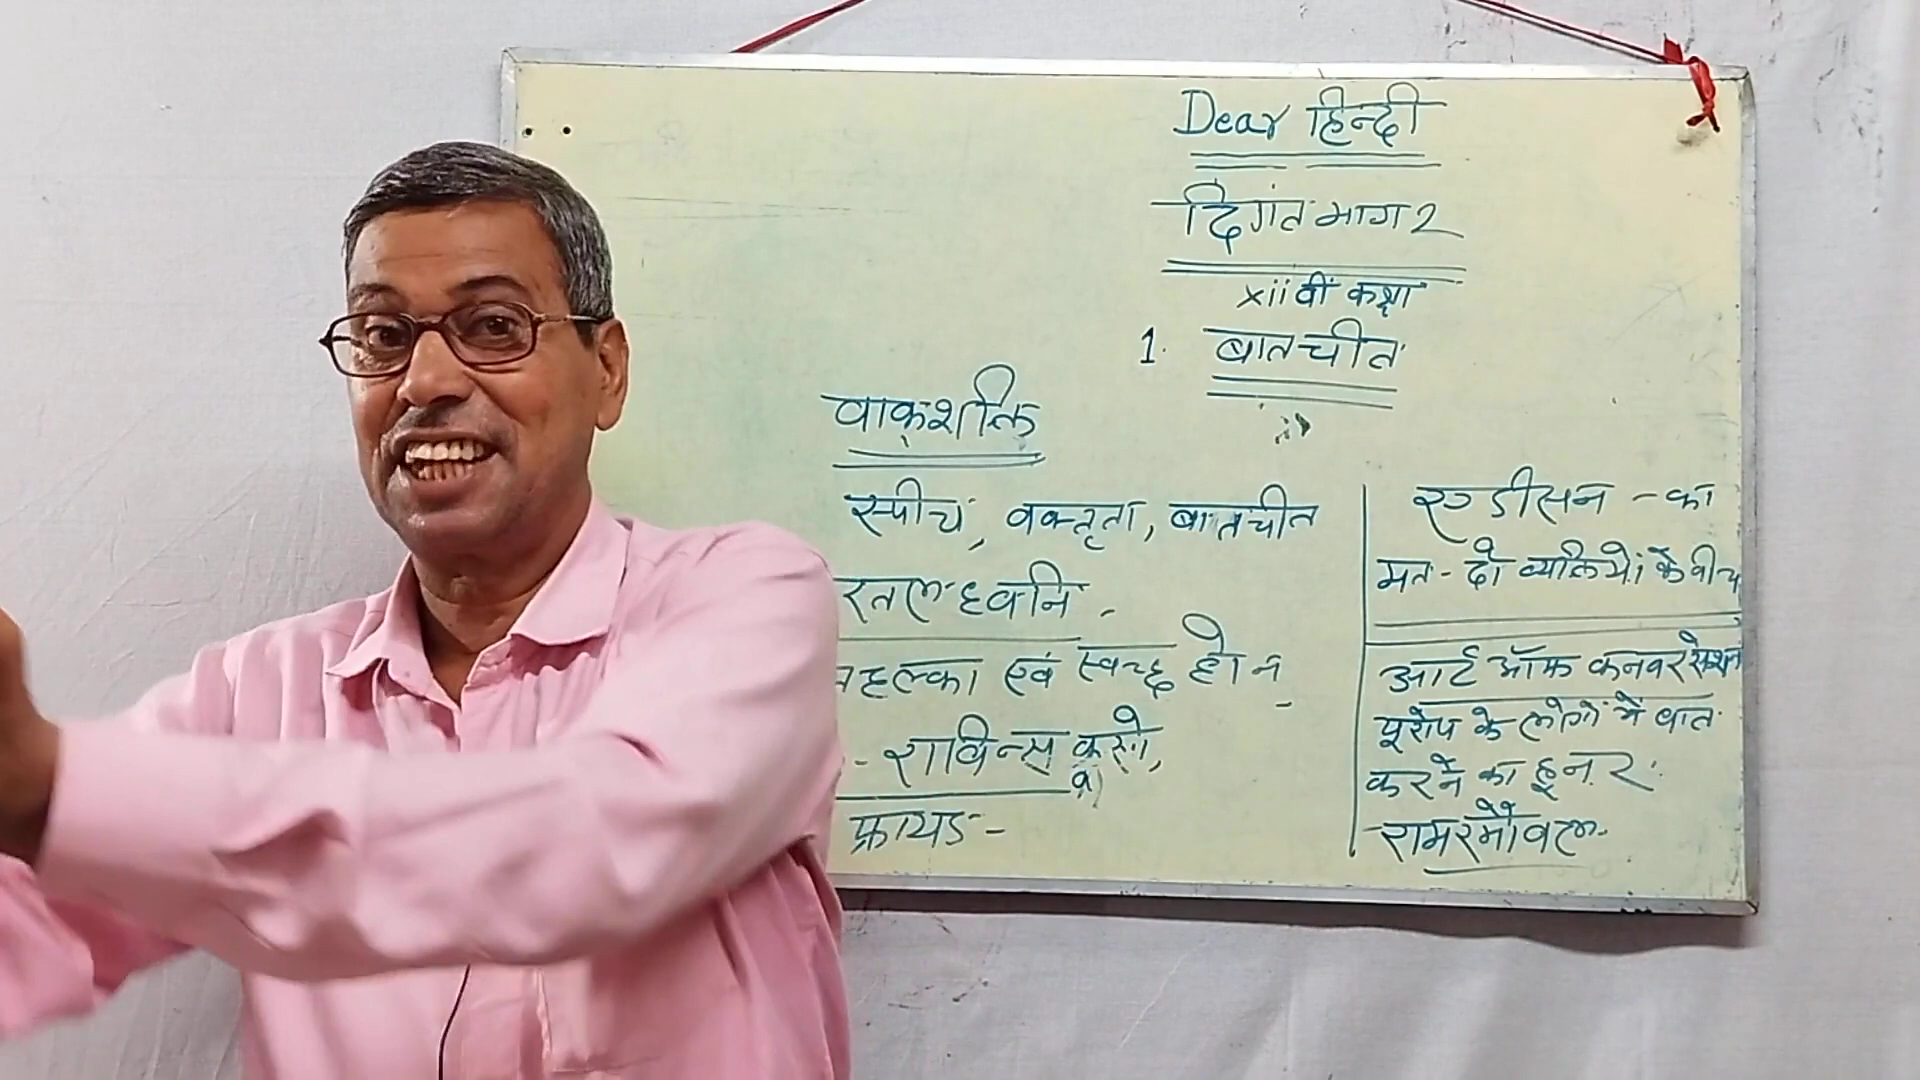 Dear हिन्दी
दिगंत भाग 2
xii वीं कक्षा
1. बातचीत
वाक्शक्ति
स्पीच, वक्तृता, बातचीत
रतल ध्वनि
हल्का एवं स्वच्छ होन
- राविन्स क्रूसो,
का
फ्रायड -
एडीसन - का
मत - दो व्यक्तियों के बीच
आर्ट ऑफ कनवरसेशन
यूरोप के लोगों में बात
करने का हुनर
रामरमौवल